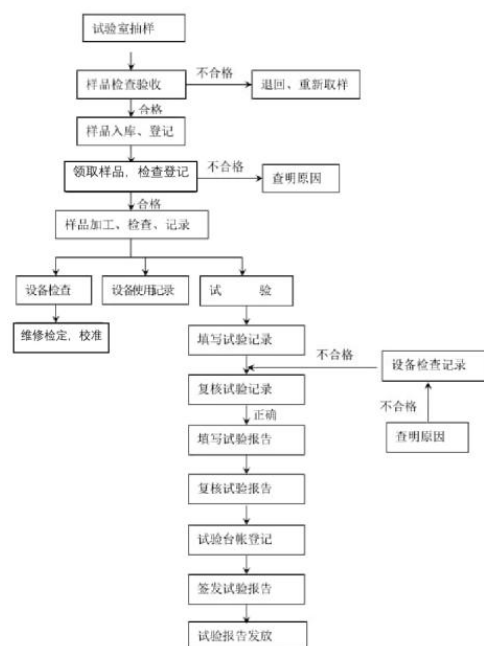 试验室抽样
样品检查验收
不合格
退回、重新取样
合格
样品入库、登记
领取样品，检查登记
不合格
查明原因
合格
样品加工、检查、记录
设备检查
设备使用记录
试 验
维修检定，校准
填写试验记录
不合格
设备检查记录
复核试验记录
不合格
正确
查明原因
填写试验报告
复核试验报告
试验台帐登记
签发试验报告
试验报告发放